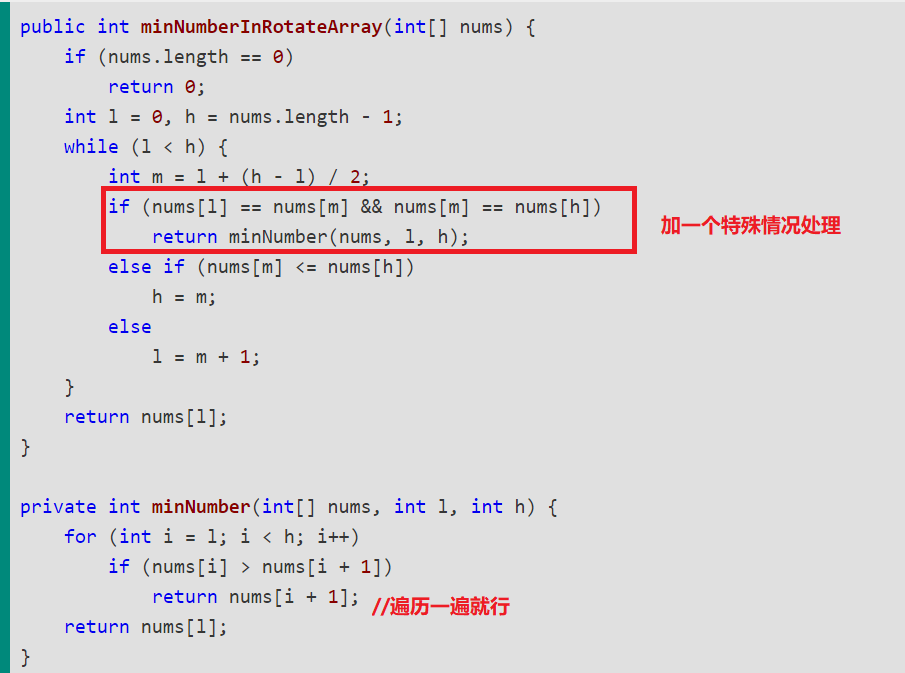 public int minNumberInRotateArray(int[] nums) {
    if (nums.length == 0)
        return 0;
    int l = 0, h = nums.length - 1;
    while (l < h) {
        int m = l + (h - l) / 2;
        if (nums[l] == nums[m] && nums[m] == nums[h])
加一个特殊情况处理
            return minNumber(nums, l, h);
        else if (nums[m] <= nums[h])
            h = m;
        else
            l = m + 1;
    }
    return nums[l];
}

private int minNumber(int[] nums, int l, int h) {
    for (int i = l; i < h; i++)
        if (nums[i] > nums[i + 1])
            return nums[i + 1]; //遍历一遍就行
    return nums[l];
}